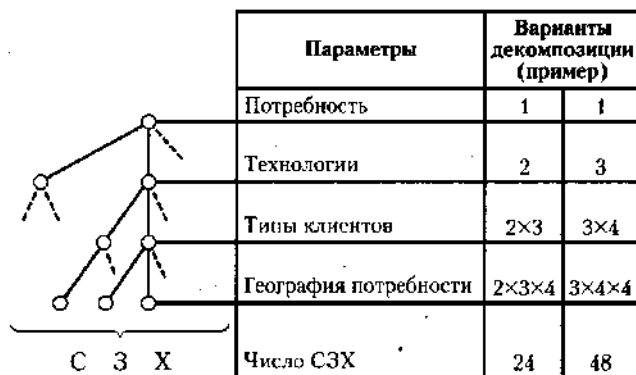 Параметры
Варианты
декомпозиции
(пример)
Потребность 1 1
Технологии 2 3
Типы клиентов 2×3 3×4
География потребности 2×3×4 3×4×4
С З Х Число СЗХ 24 48